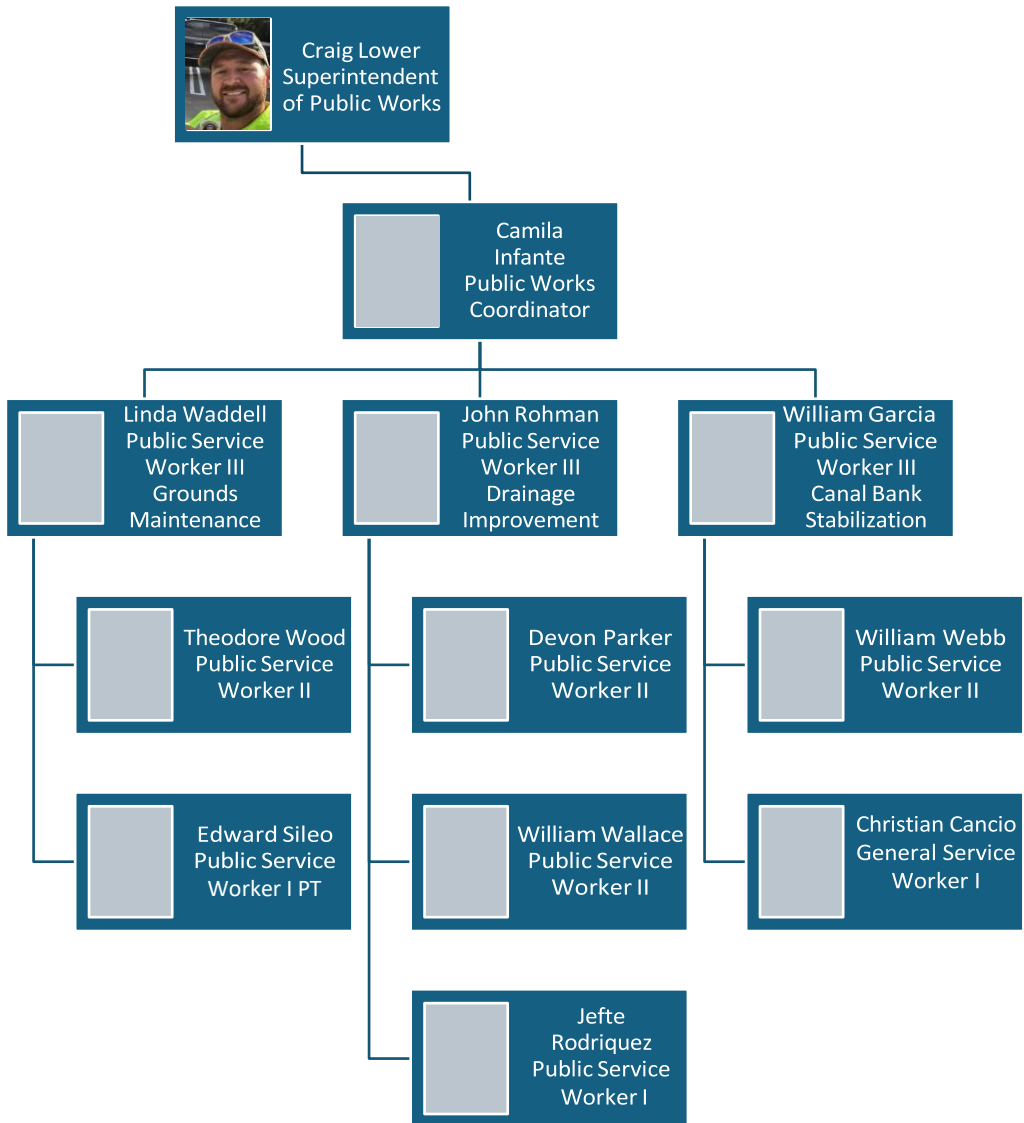 Craig Lower
Superintendent
of Public Works
Camila
Infante
Public Works
Coordinator
Linda Waddell
Public Service
Worker III
Grounds
Maintenance
John Rohman
Public Service
Worker III
Drainage
Improvement
William Garcia
Public Service
Worker III
Canal Bank
Stabilization
Theodore Wood
Public Service
Worker II
Edward Sileo
Public Service
Worker I PT
Devon Parker
Public Service
Worker II
William Wallace
Public Service
Worker II
Jefte
Rodriquez
Public Service
Worker I
William Webb
Public Service
Worker II
Christian Cancio
General Service
Worker I